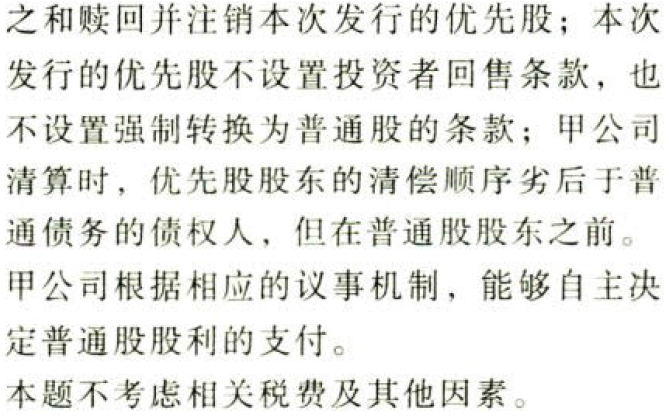 之和赎回并注销本次发行的优先股；本次
发行的优先股不设置投资者回售条款，也
不设置强制转换为普通股的条款；甲公司
清算时，优先股股东的清偿顺序劣后于普
通债务的债权人，但在普通股股东之前。
甲公司根据相应的议事机制，能够自主决
定普通股股利的支付。
本题不考虑相关税费及其他因素。